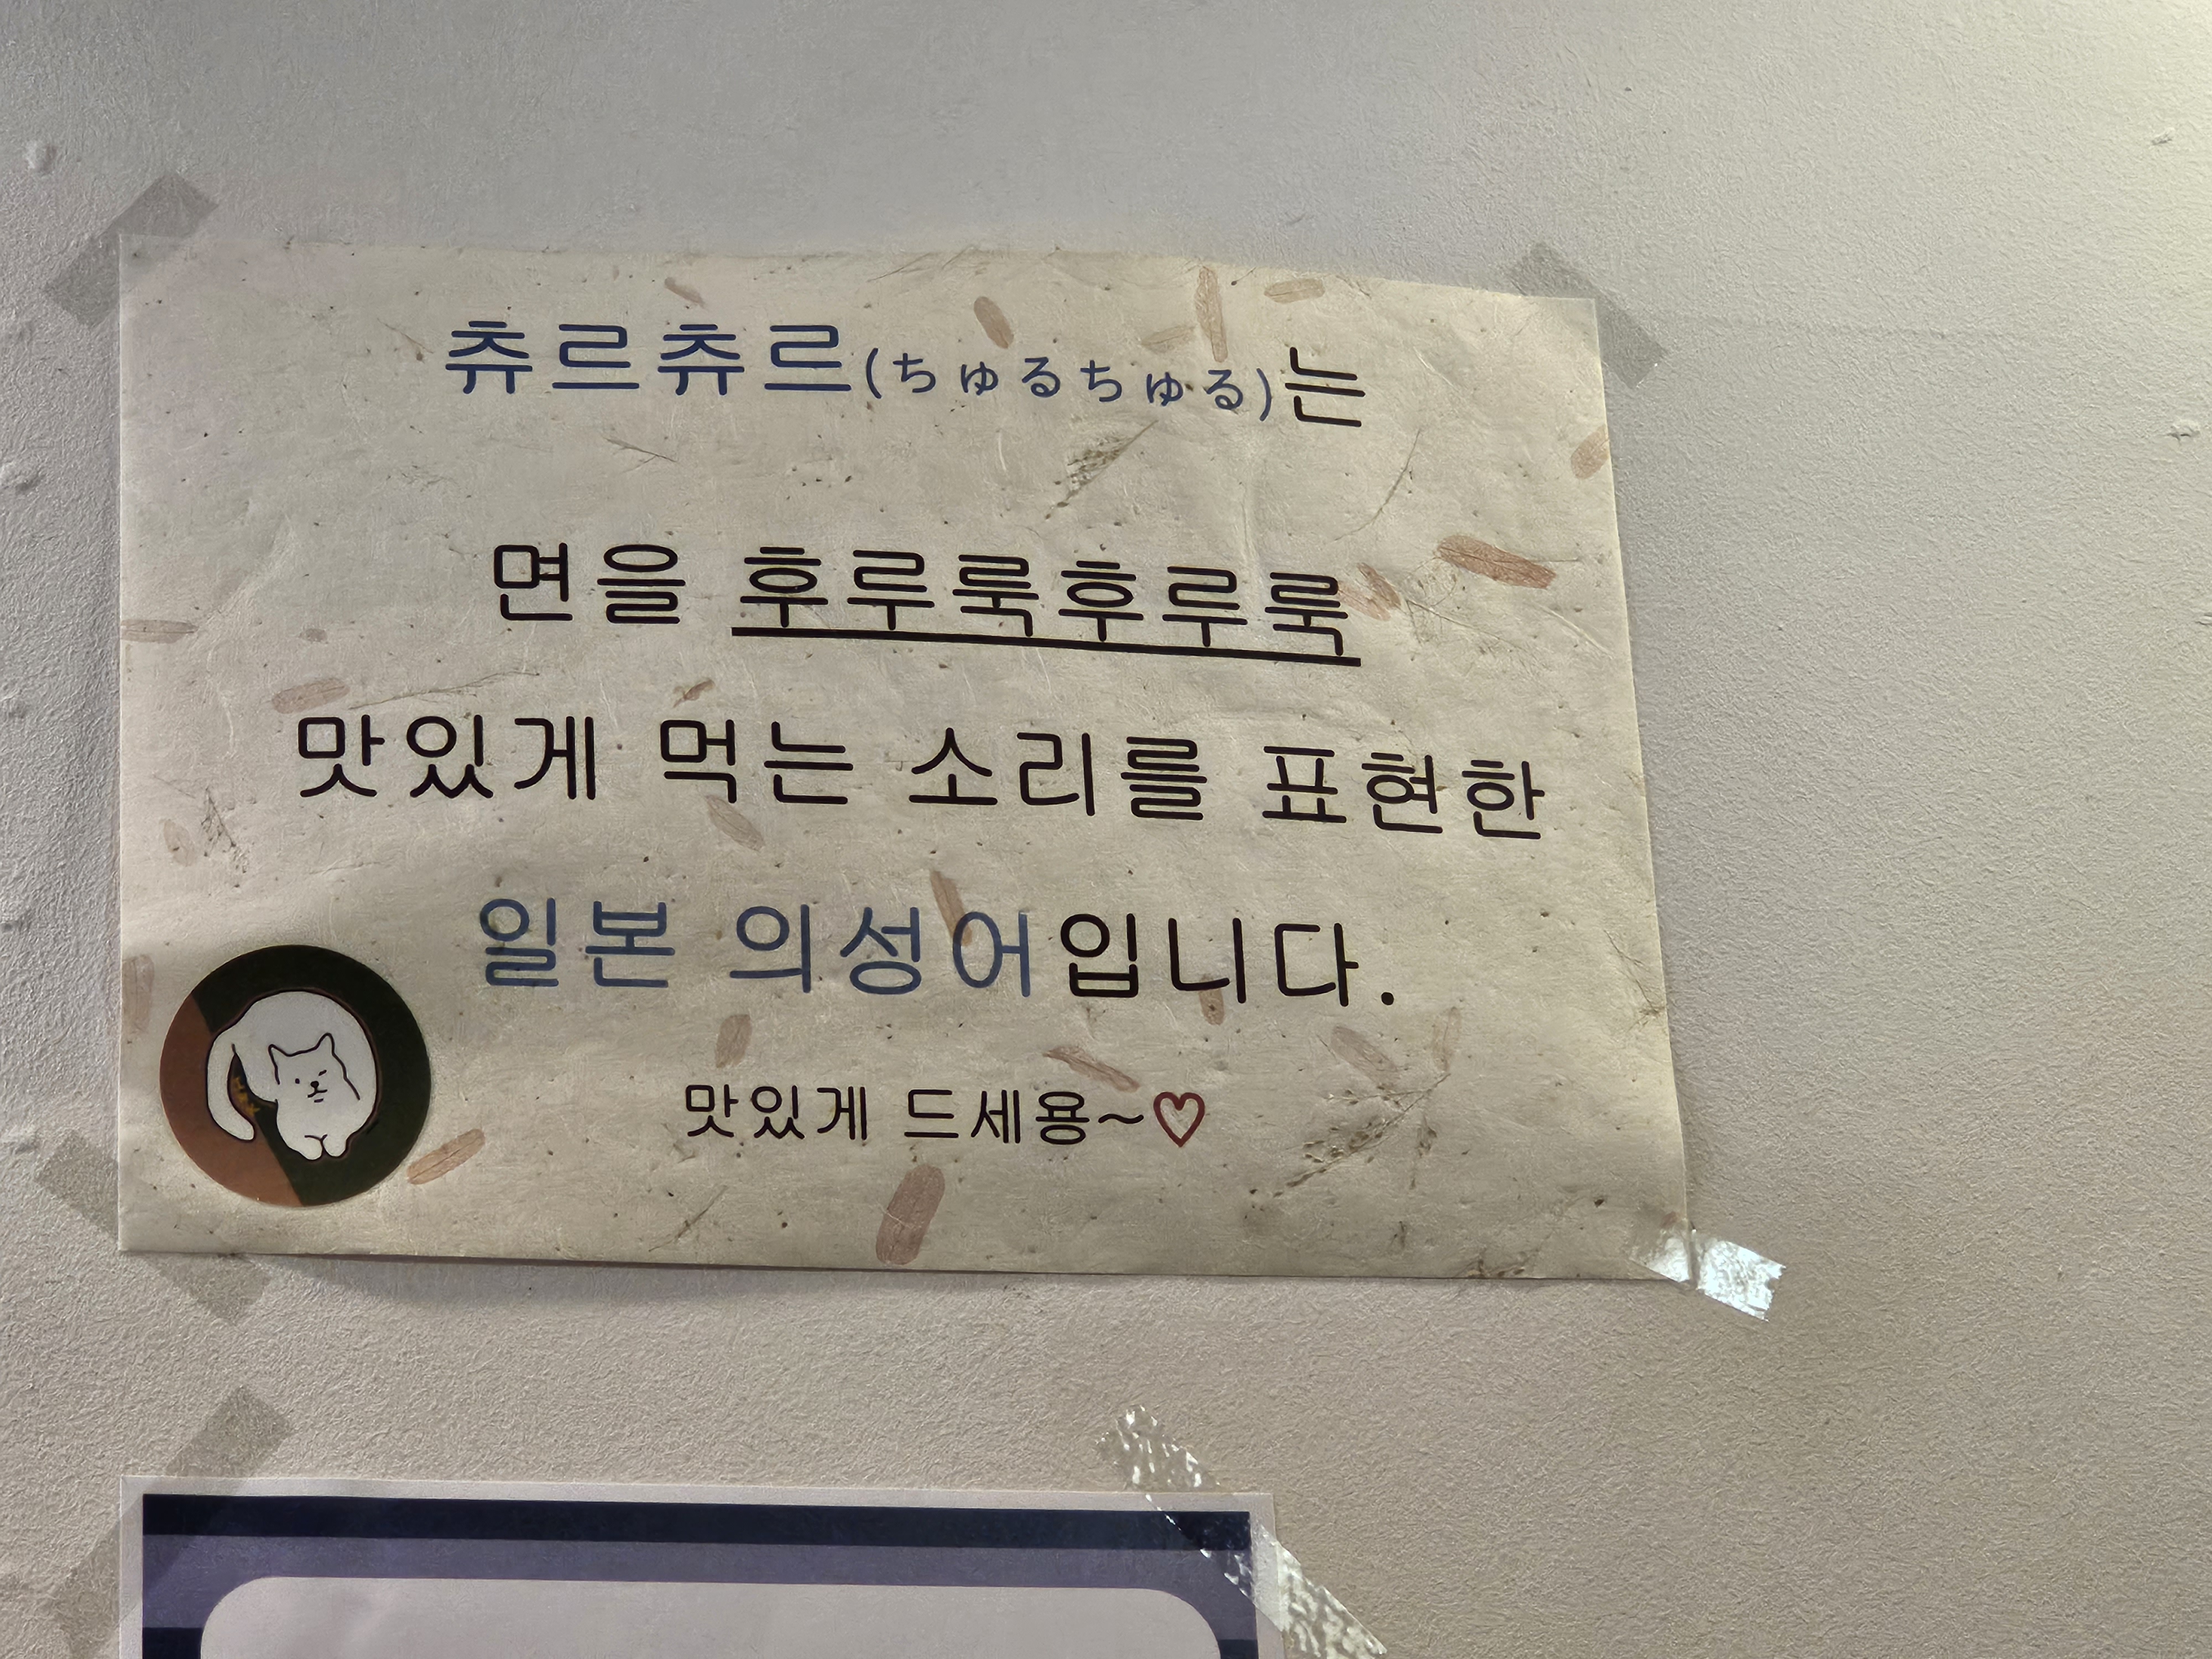 츄르츄르(ちゅるちゅる)는
면을 후루룩후루룩
맛있게 먹는 소리를 표현한
일본 의성어입니다.
맛있게 드세용~♡